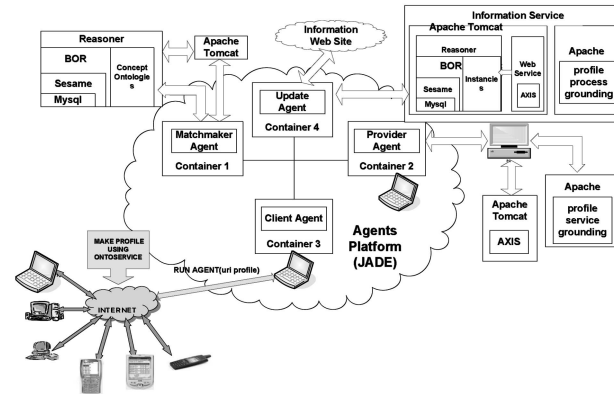 Reasoner
BOR
Sesame
Mysql
Concept
Ontologie
s
Apache
Tomcat
Information
Web Site
Information Service
Apache Tomcat
Reasoner
BOR
Sesame
Mysql
Instancie
s
Web
Service
AXIS
Apache
profile
process
grounding
Update
Agent
Container 4
Matchmaker
Agent
Container 1
Provider
Agent
Container 2
Client Agent
Container 3
Agents
Platform
(JADE)
Apache
Tomcat
AXIS
Apache
profile
service
grounding
MAKE PROFILE
USING
ONTOSERVICE
RUN AGENT(url profile)
INTERNET